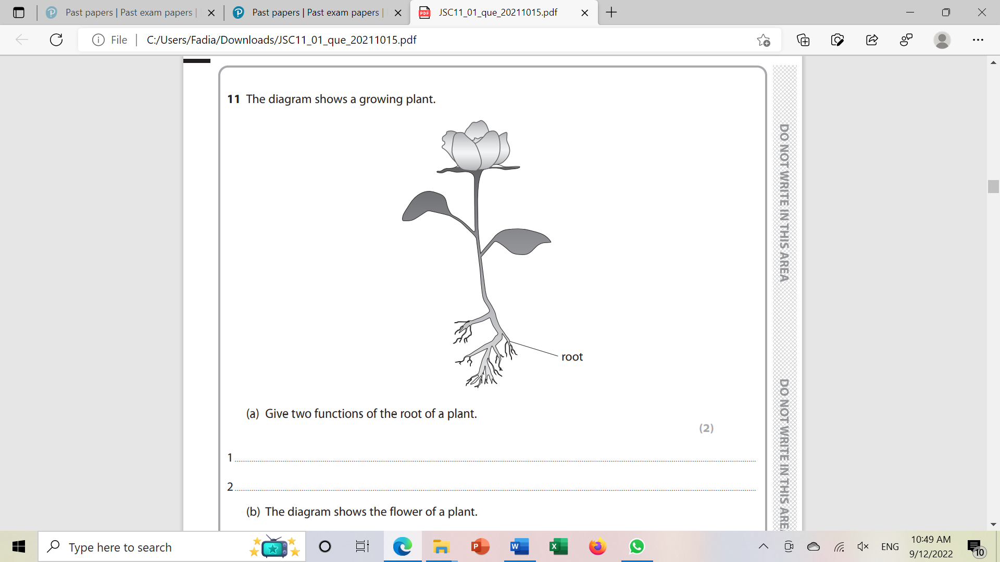 Past papers | Past exam papers |
Past papers | Past exam papers |
PDF
JSC11_01_que_20211015.pdf
File
C:/Users/Fadia/Downloads/JSC11_01_que_20211015.pdf
11 The diagram shows a growing plant.
root
(a) Give two functions of the root of a plant.
(2)
1
2
(b) The diagram shows the flower of a plant.
DO NOT WRITE IN THIS AREA
DO NOT WRITE IN THIS ARE
Type here to search
P
W
X
ENG
10:49 AM
9/12/2022
10